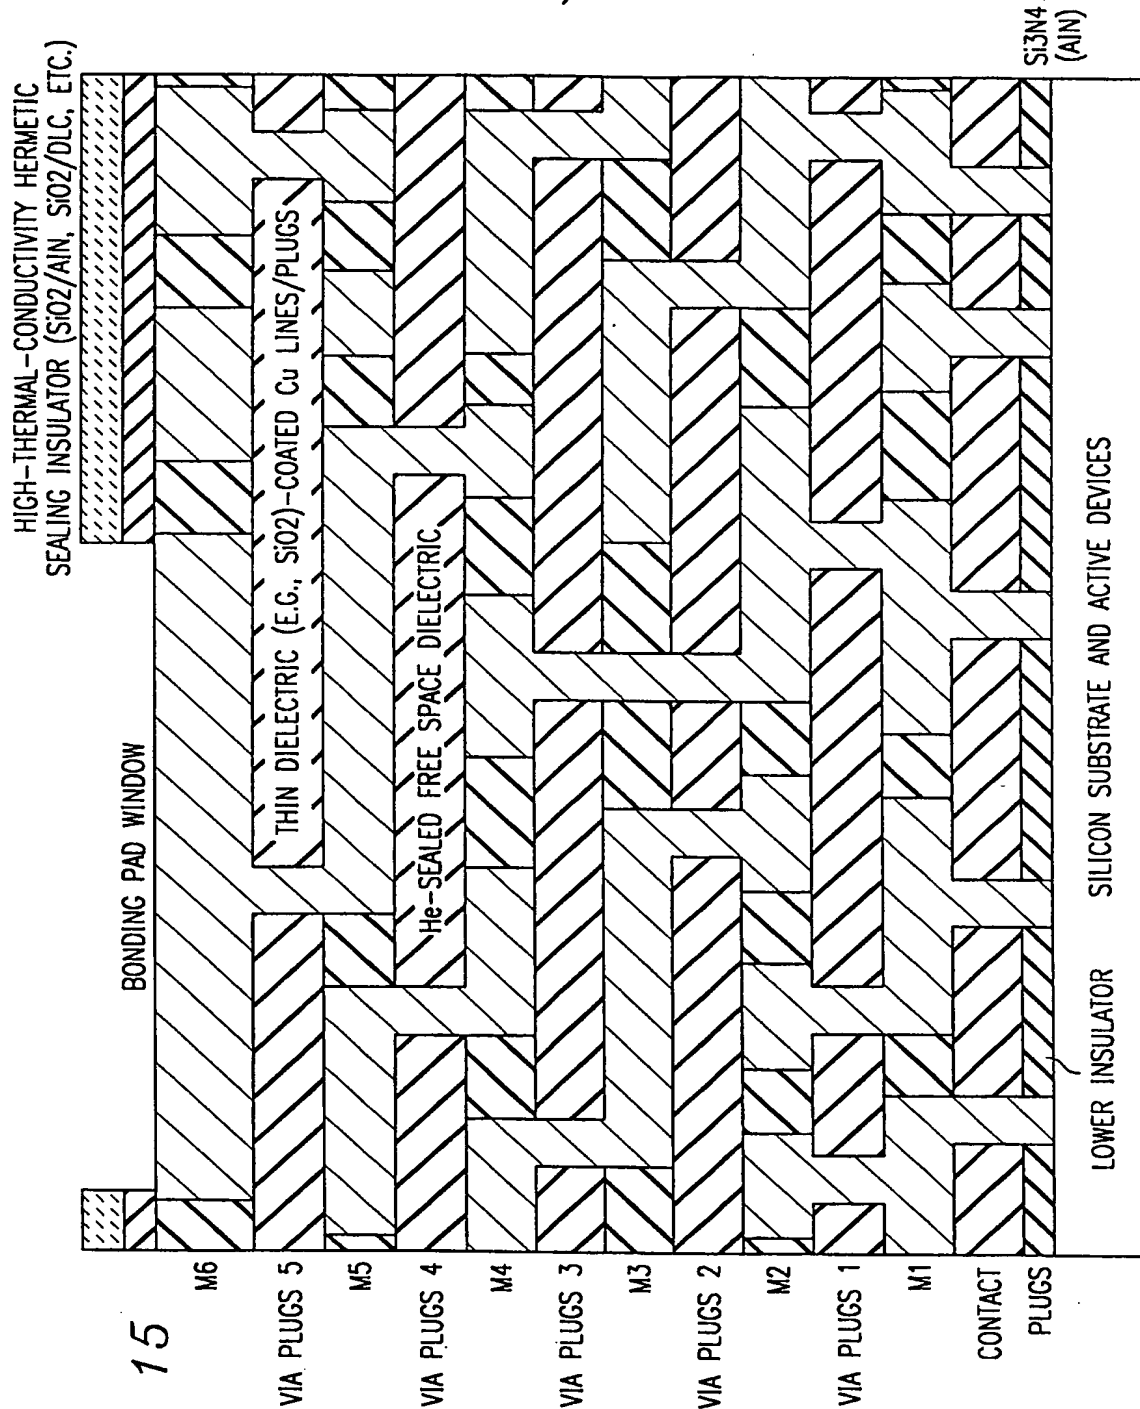 HIGH-THERMAL-CONDUCTIVITY HERMETIC
SEALING INSULATOR (SiO2/AlN, SiO2/DLC, ETC.)
BONDING PAD WINDOW
15
M6
VIA PLUGS 5
THIN DIELECTRIC (E.G., SiO2)-COATED Cu LINES/PLUGS
M5
VIA PLUGS 4
He-SEALED FREE SPACE DIELECTRIC
M4
VIA PLUGS 3
M3
VIA PLUGS 2
M2
VIA PLUGS 1
M1
CONTACT
PLUGS
Si3N4
(AlN)
LOWER INSULATOR
SILICON SUBSTRATE AND ACTIVE DEVICES